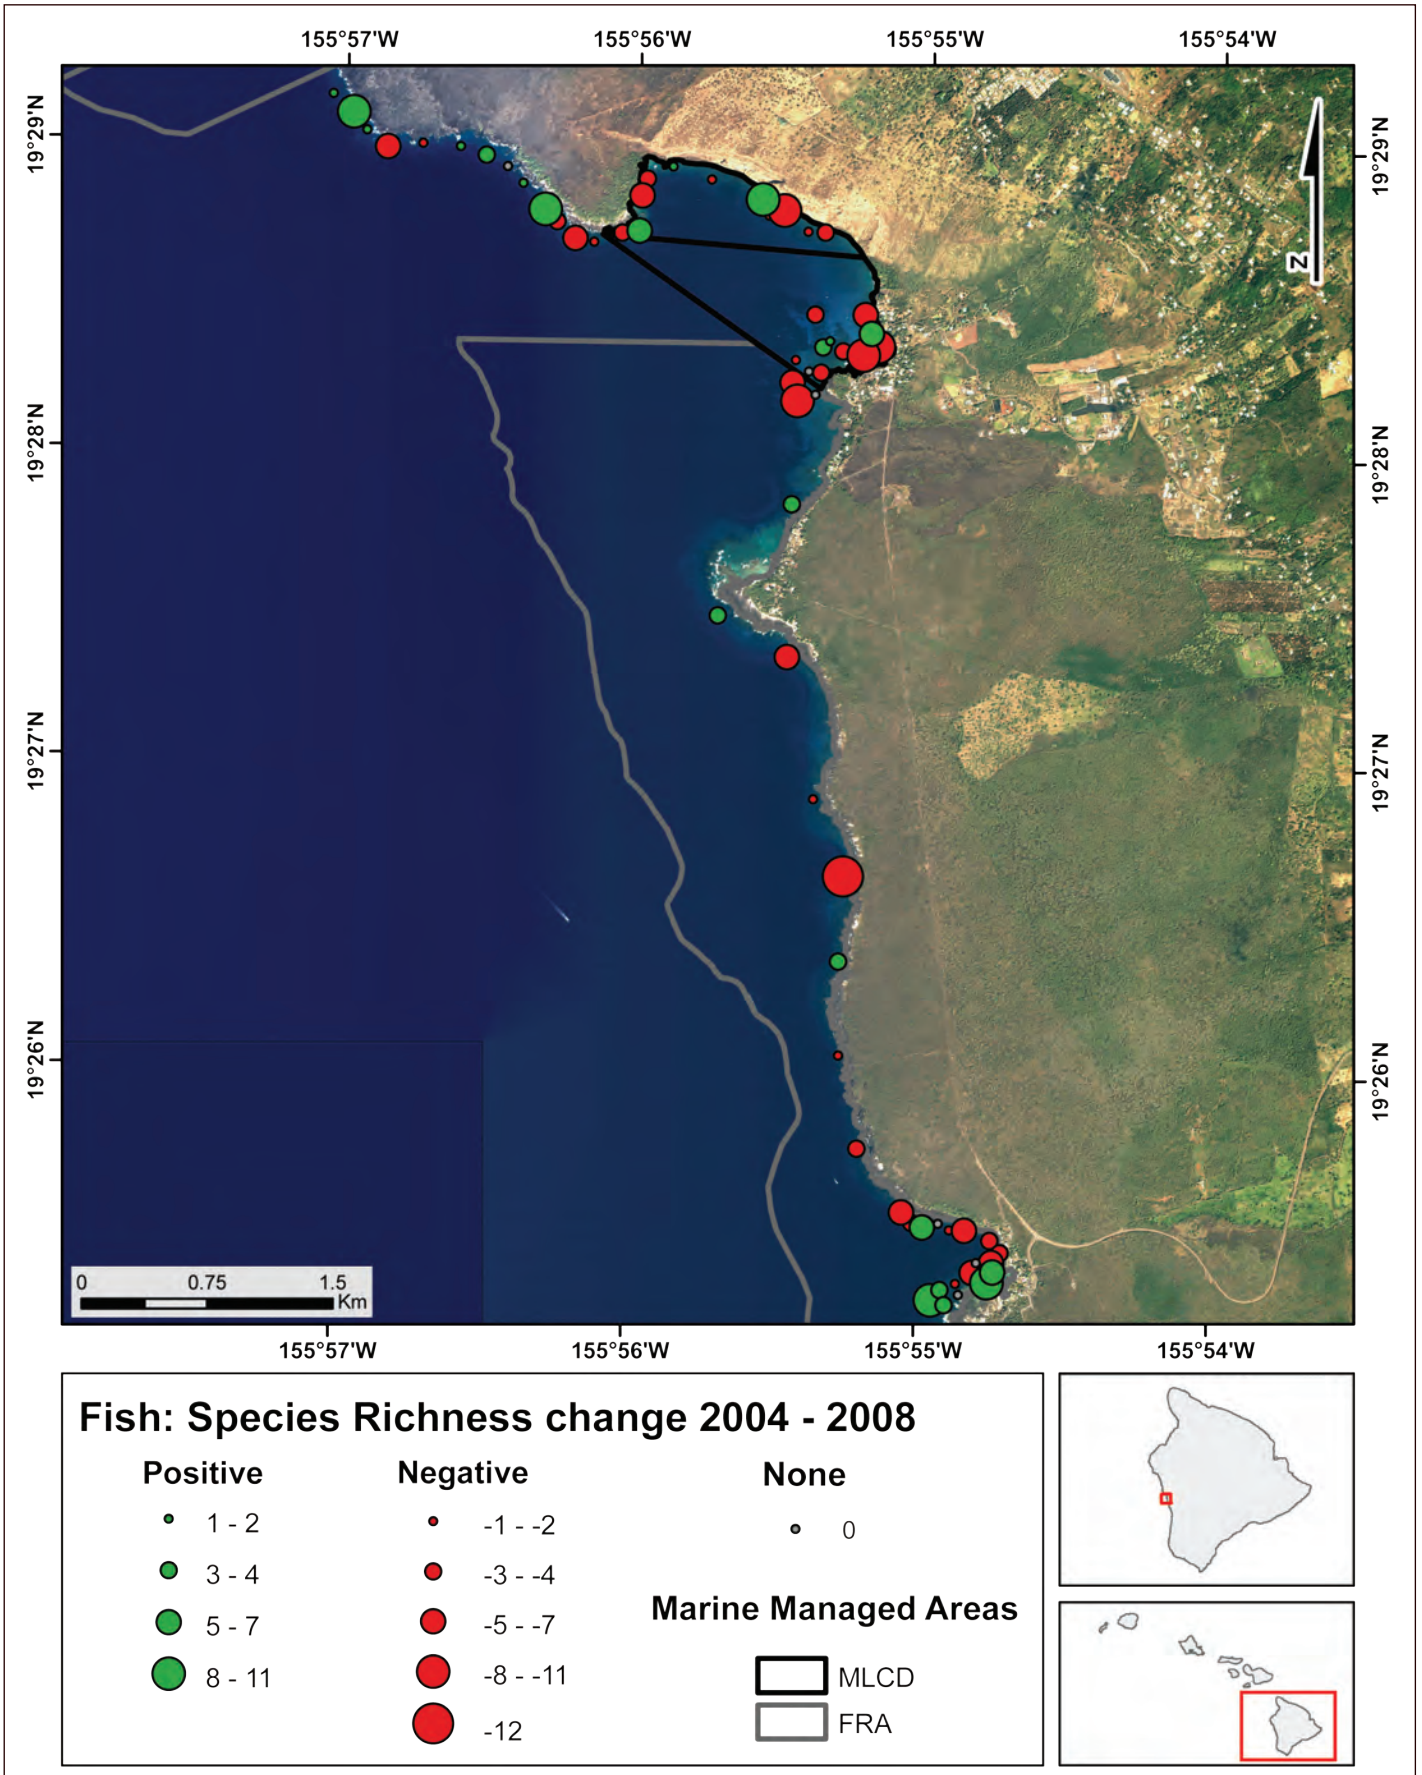 155°57'W 155°56'W 155°55'W 155°54'W
19°29'N 19°29'N
N
19°28'N 19°28'N
19°27'N 19°27'N
19°26'N 19°26'N
0 0.75 1.5
Km
155°57'W 155°56'W 155°55'W 155°54'W
Fish: Species Richness change 2004 - 2008
Positive Negative None
1 - 2 -1 - -2 0
3 - 4 -3 - -4
5 - 7 -5 - -7
8 - 11 -8 - -11
-12
Marine Managed Areas
MLCD
FRA